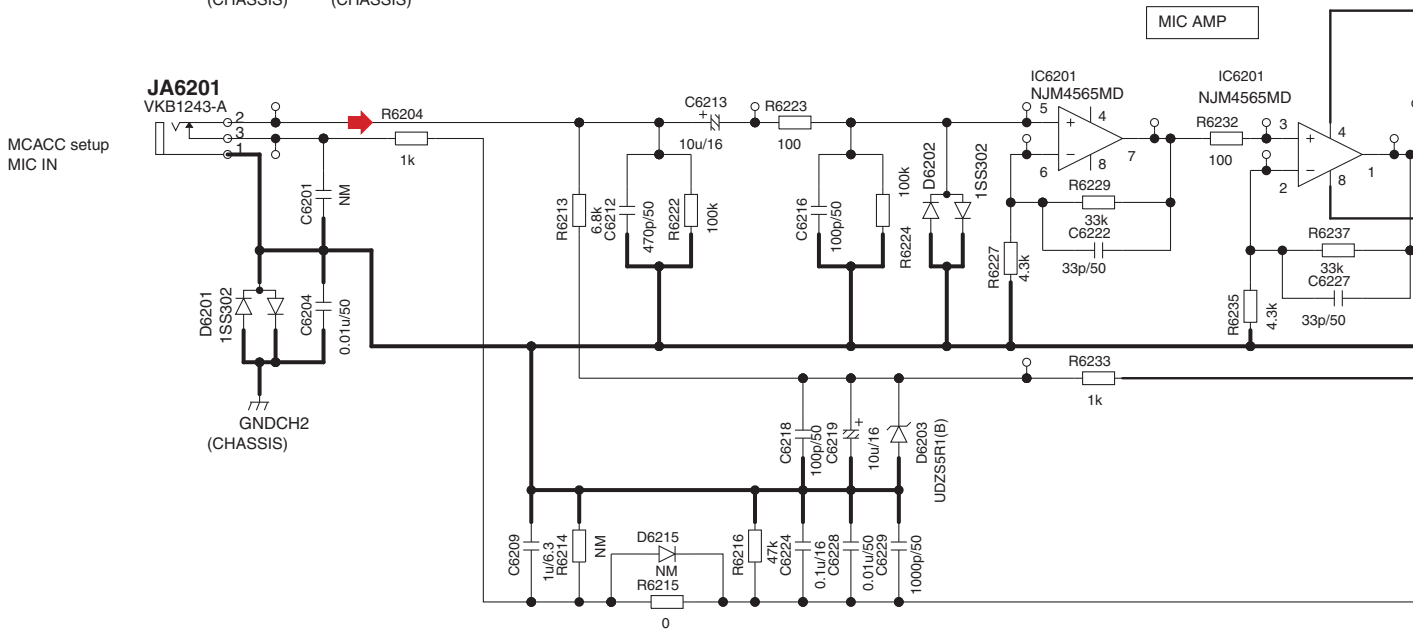 (CHASSIS)
(CHASSIS)
MIC AMP
JA6201
VKB1243-A
MCACC setup
MIC IN
2
3
1
R6204
1k
C6201
NM
D6201
1SS302
C6204
0.01u/50
GNDCH2
(CHASSIS)
R6213
6.8k
C6212
470p/50
R6222
100k
C6213
+
10u/16
R6223
100
C6216
100p/50
100k
R6224
D6202
1SS302
IC6201
NJM4565MD
5
+
4
6
−
8
7
R6229
33k
C6222
33p/50
R6227
4.3k
R6232
100
IC6201
NJM4565MD
3
+
4
2
−
8
1
R6237
33k
C6227
33p/50
R6235
4.3k
R6233
1k
C6218
100p/50
C6219
+
10u/16
D6203
UDZS5R1(B)
C6209
1u/6.3
R6214
NM
D6215
NM
R6215
0
R6216
47k
C6224
0.1u/16
C6228
0.01u/50
C6229
1000p/50